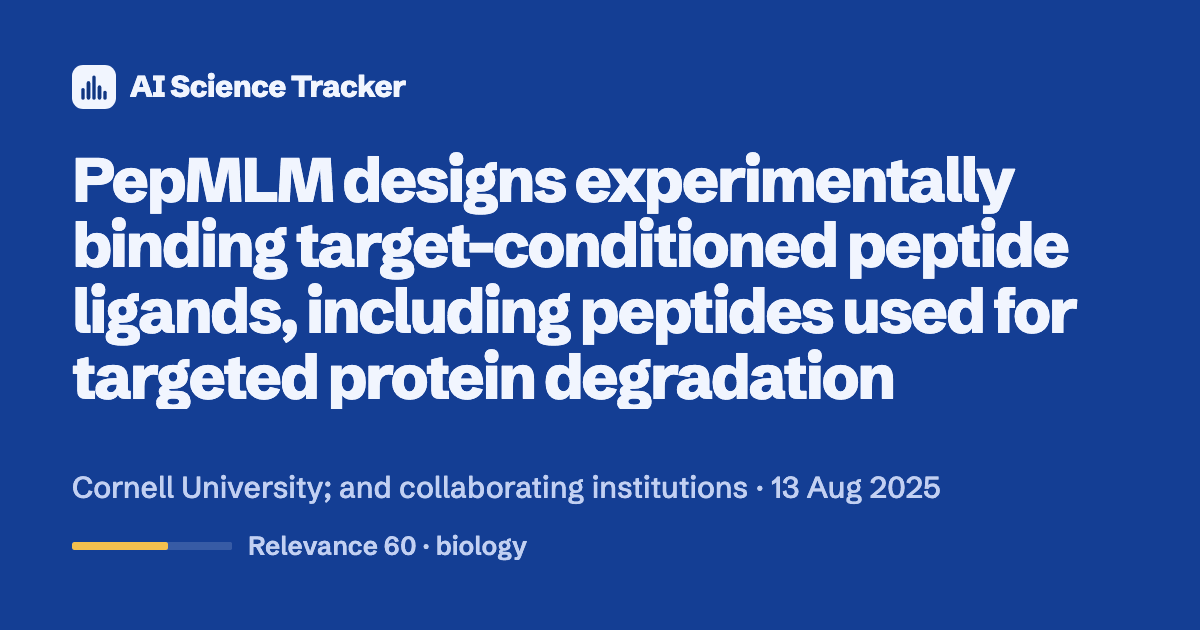 AI Science Tracker
PepMLM designs experimentally
binding target-conditioned peptide
ligands, including peptides used for
targeted protein degradation
Cornell University; and collaborating institutions · 13 Aug 2025
Relevance 60 · biology